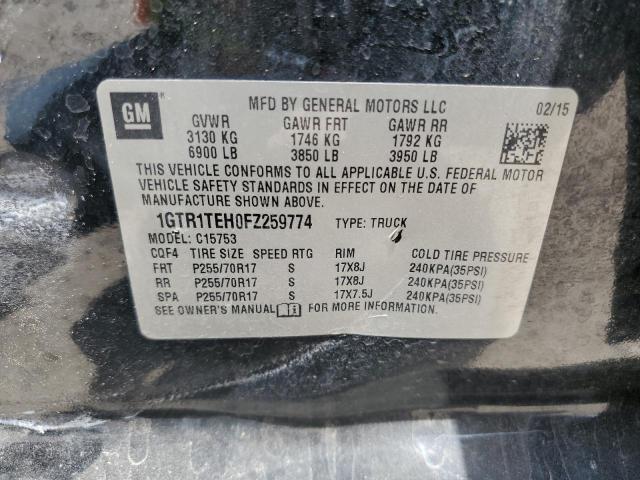 GM
MFD BY GENERAL MOTORS LLC 02/15
GVWR GAWR FRT GAWR RR
3130 KG 1746 KG 1792 KG
6900 LB 3850 LB 3950 LB
THIS VEHICLE CONFORMS TO ALL APPLICABLE U.S. FEDERAL MOTOR
VEHICLE SAFETY STANDARDS IN EFFECT ON THE DATE OF
MANUFACTURE SHOWN ABOVE.
1GTR1TEH0FZ259774 TYPE: TRUCK
MODEL: C15753
CQF4 TIRE SIZE SPEED RTG RIM COLD TIRE PRESSURE
FRT P255/70R17 S 17X8J 240KPA(35PSI)
RR P255/70R17 S 17X8J 240KPA(35PSI)
SPA P255/70R17 S 17X7.5J 240KPA(35PSI)
SEE OWNER'S MANUAL FOR MORE INFORMATION.